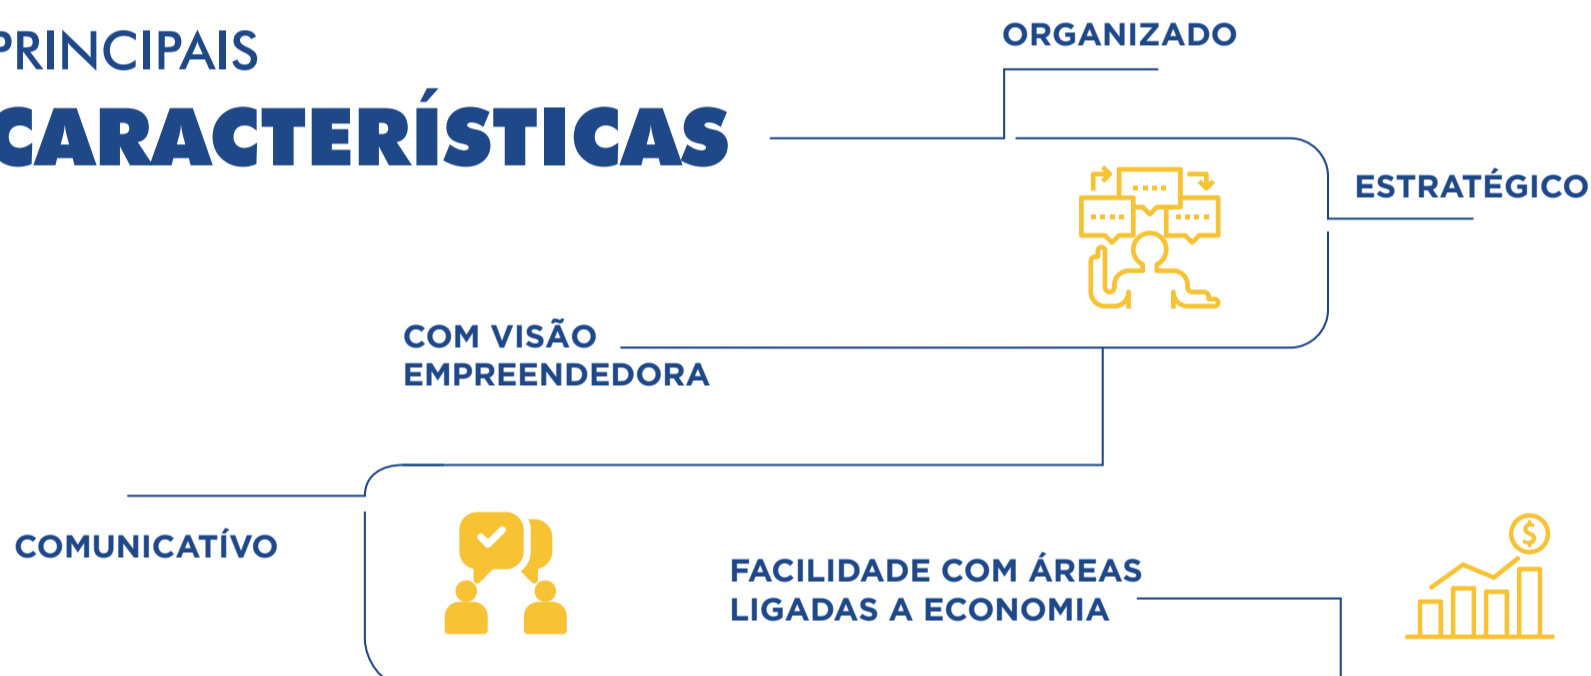 PRINCIPAIS
CARACTERÍSTICAS
ORGANIZADO
ESTRATÉGICO
COM VISÃO
EMPREENDEDORA
COMUNICATÍVO
FACILIDADE COM ÁREAS
LIGADAS A ECONOMIA
$